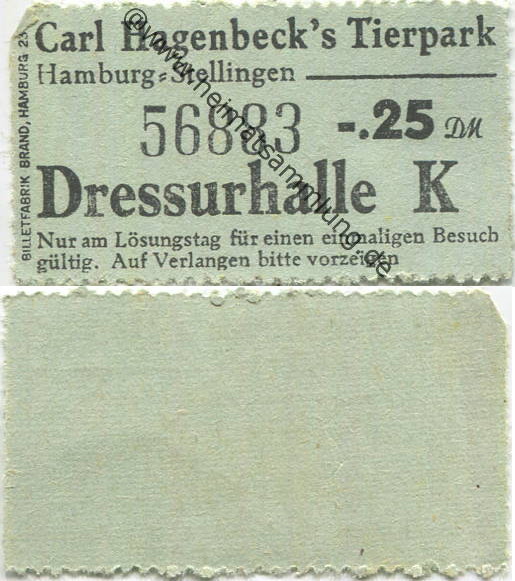 Carl Hagenbeck's Tierpark
Hamburg-Stellingen
56883 -.25 DM
Dressurhalle K
Nur am Lösungstag für einen einmaligen Besuch
gültig. Auf Verlangen bitte vorzeigen
BILLETFABRIK BRAND, HAMBURG 23
@www.heimatsammlung.de